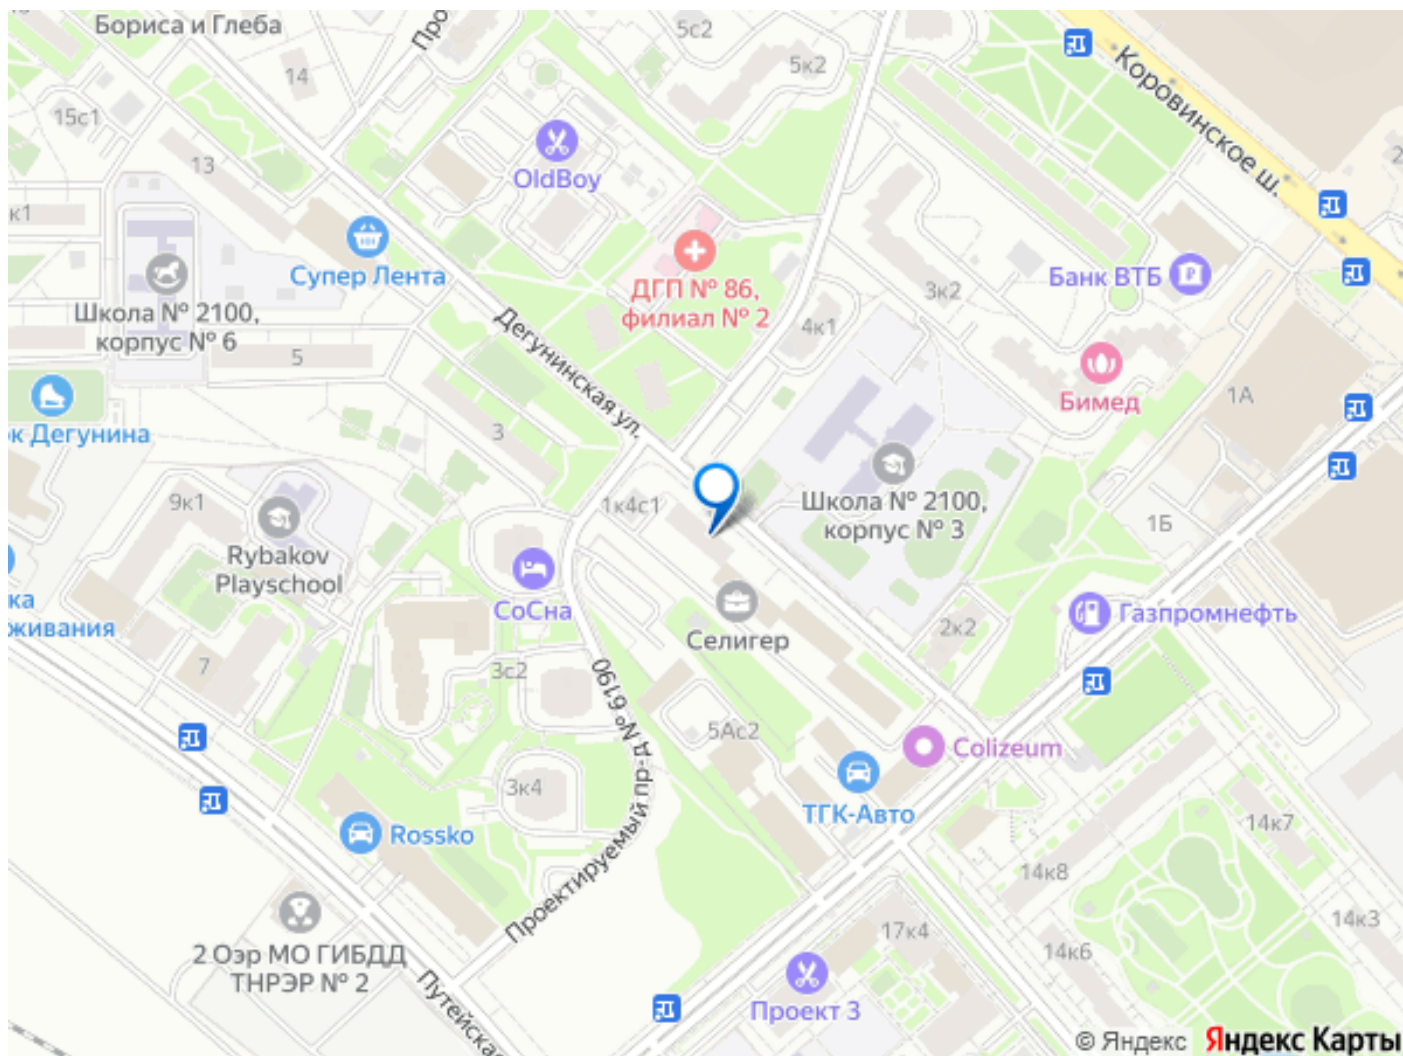 Бориса и Глеба
Про
5с2
5к2
14
15с1
Коровинское ш.
13
OldBoy
к1
Супер Лента
ДГП № 86,
филиал № 2
Банк ВТБ
3к2
Школа № 2100,
корпус № 6
4к1
5
Дегунинская ул.
Бимед
1А
к Дегунина
3
9к1
1к4с1
Школа № 2100,
корпус № 3
1Б
Rybakov
Playschool
СоСна
ка
живания
Селигер
2к2
Газпромнефть
7
3с2
Проектируемый пр-д № 6190
5Ас2
Colizeum
3к4
ТГК-Авто
Rossko
14к7
14к8
14к3
17к4
14к6
2 Оэр МО ГИБДД
ТНРЭР № 2
Путейская
Проект 3
© Яндекс Яндекс Карты